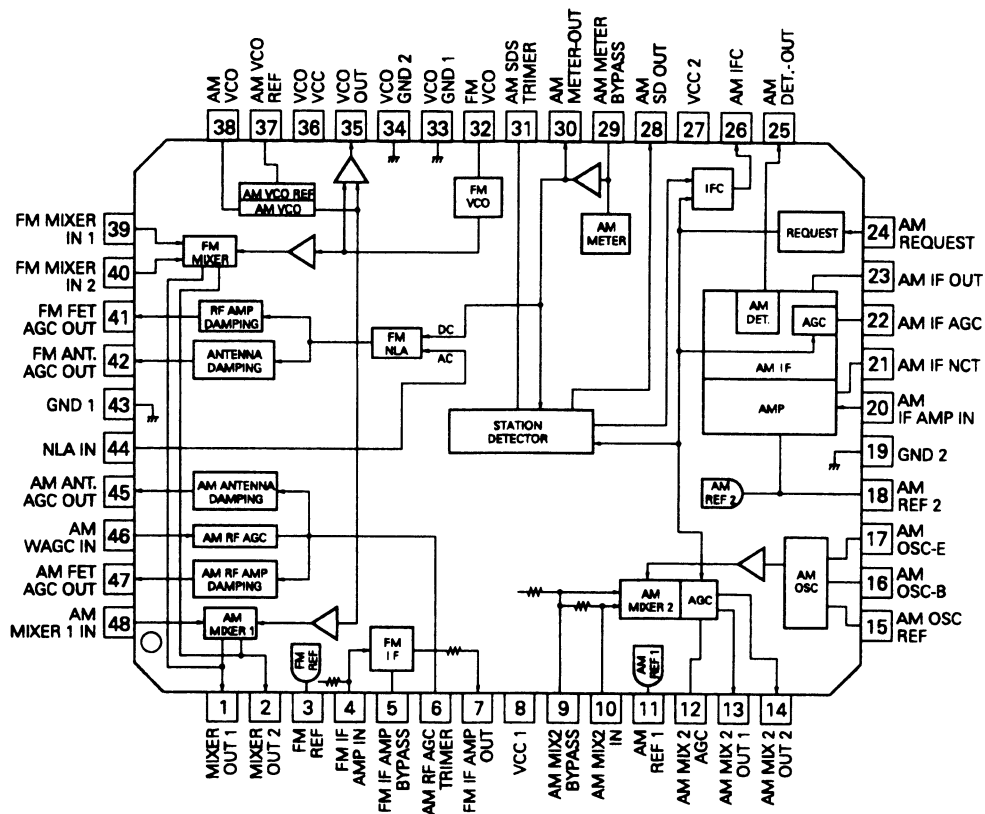 AM
VCO
AM VCO
REF
VCO
VCC
VCO
OUT
VCO
GND 2
VCO
GND 1
FM
VCO
AM SDS
TRIMER
AM
METER-OUT
AM METER
BYPASS
AM
SD OUT
VCC 2
AM IFC
AM
DET.-OUT
38
37
36
35
34
33
32
31
30
29
28
27
26
25
AM VCO REF
AM VCO
FM
VCO
AM
METER
IFC
REQUEST
FM MIXER
IN 1
39
FM
MIXER
FM MIXER
IN 2
40
FM FET
AGC OUT
41
RF AMP
DAMPING
FM ANT.
AGC OUT
42
ANTENNA
DAMPING
FM
NLA
DC
AC
GND 1
43
NLA IN
44
STATION
DETECTOR
AM ANT.
AGC OUT
45
AM ANTENNA
DAMPING
AM
WAGC IN
46
AM RF AGC
AM FET
AGC OUT
47
AM RF AMP
DAMPING
AM
MIXER 1 IN
48
AM
MIXER 1
24
AM
REQUEST
23
AM IF OUT
AM
DET.
AGC
22
AM IF AGC
AM IF
21
AM IF NCT
AMP
20
AM
IF AMP IN
19
GND 2
AM
REF 2
18
AM
REF 2
17
AM
OSC-E
AM
OSC
16
AM
OSC-B
15
AM OSC
REF
AM
MIXER 2
AGC
FM
REF
FM
IF
AM
REF 1
1
2
3
4
5
6
7
8
9
10
11
12
13
14
MIXER
OUT 1
MIXER
OUT 2
FM
REF
FM IF
AMP IN
FM IF AMP
BYPASS
AM RF AGC
TRIMER
FM IF AMP
OUT
VCC 1
AM MIX2
BYPASS
AM MIX2
IN
AM
REF 1
AM MIX 2
AGC
AM MIX 2
OUT 1
AM MIX 2
OUT 2